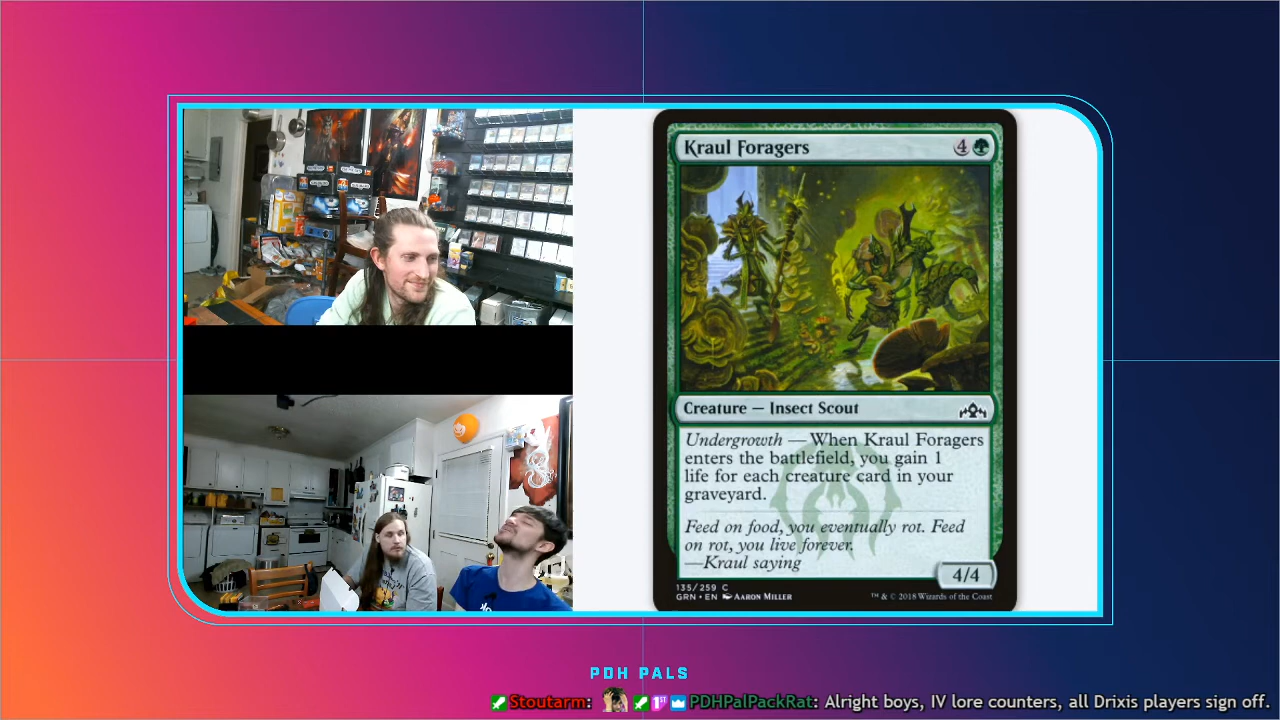 Kraul Foragers 4
Creature — Insect Scout
Undergrowth — When Kraul Foragers
enters the battlefield, you gain 1
life for each creature card in your
graveyard.
Feed on food, you eventually rot. Feed
on rot, you live forever.
—Kraul saying
4/4
135/259 C
GRN • EN AARON MILLER
™ & © 2018 Wizards of the Coast
PDH PALS
Stoutarm: 1ST PDHPalPackRat: Alright boys, IV lore counters, all Drixis players sign off.